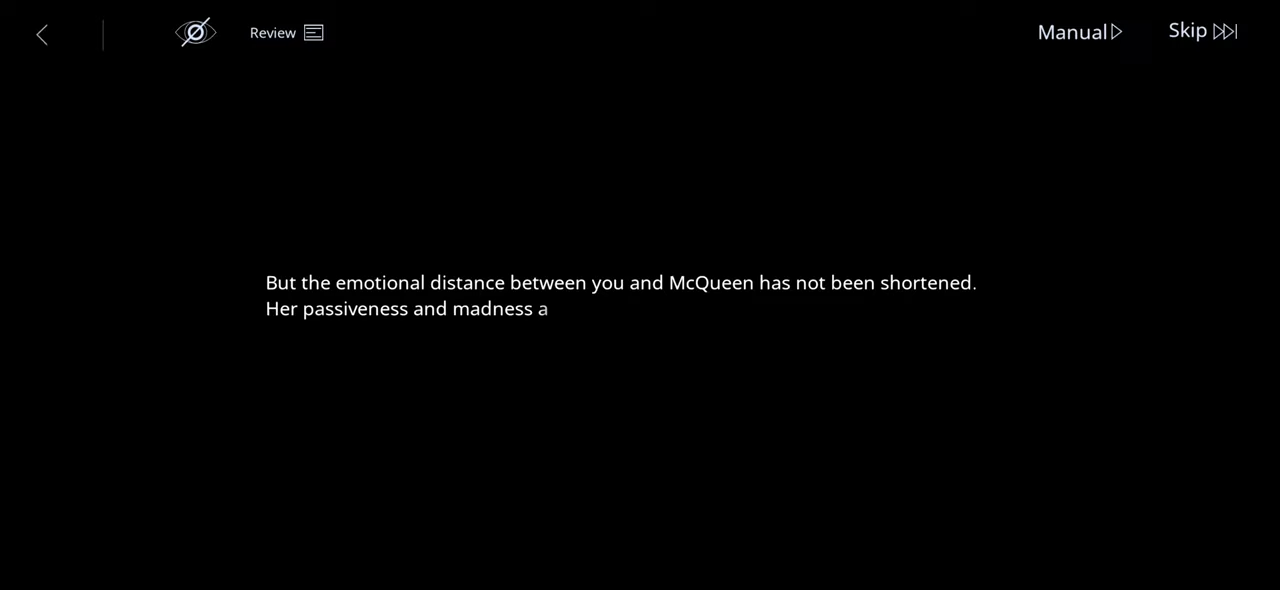 Review
Manual
Skip
But the emotional distance between you and McQueen has not been shortened.
Her passiveness and madness a